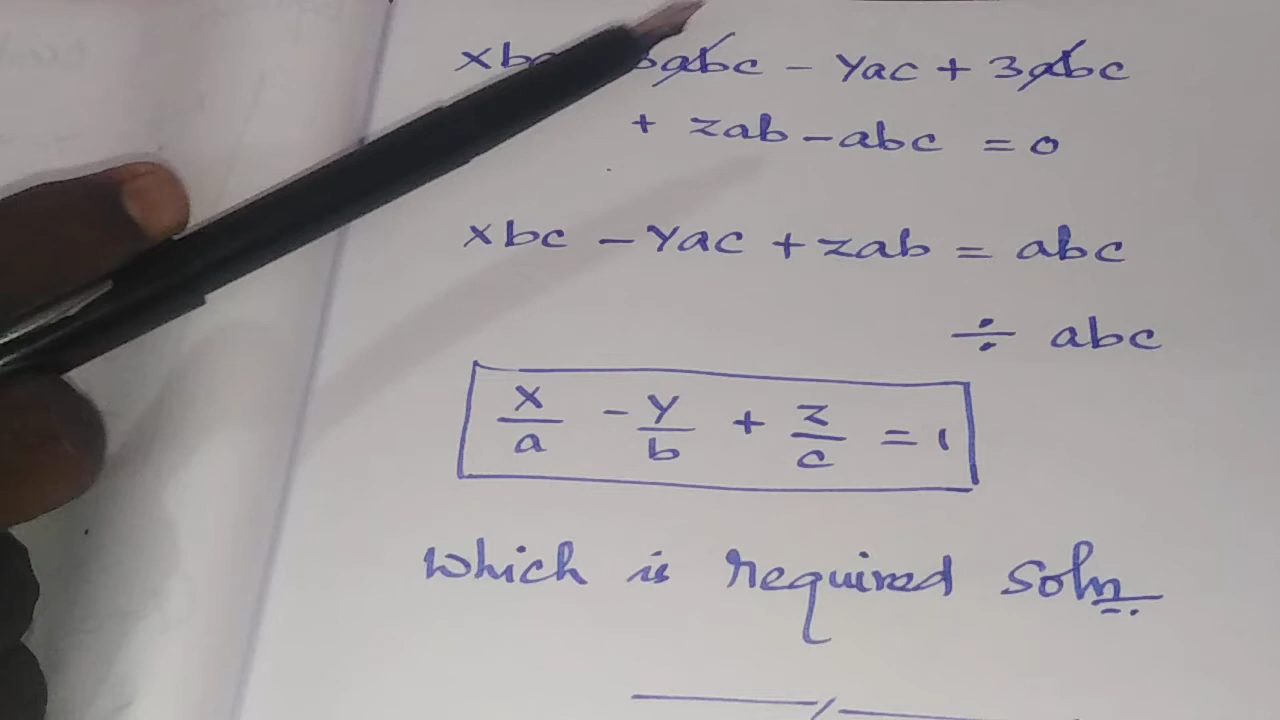 xbc 3abc - yac + 3abc
+ zab - abc = 0
xbc - yac + zab = abc
÷ abc
x/a - y/b + z/c = 1
which is required soln